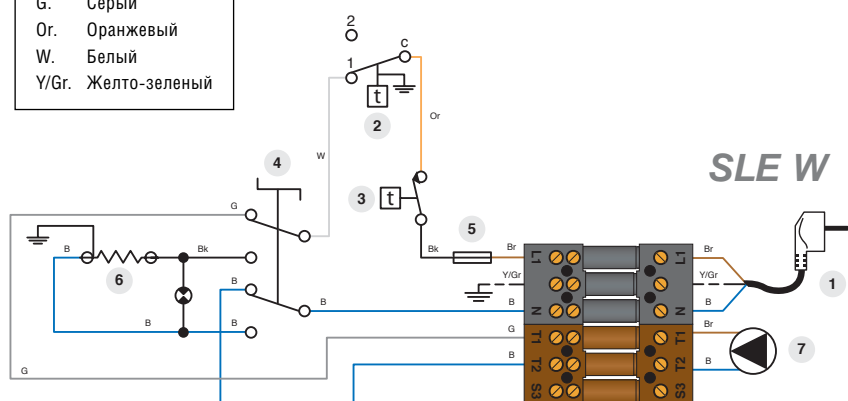 G. Серый
Or. Оранжевый
W. Белый
Y/Gr. Желто-зеленый
2
1
C
t
2
Or
W
4
3
t
SLE W
G
5
B
Bk
Bk
Br
L1
L1
Br
6
Y/Gr
Y/Gr
1
B
B
B
N
N
B
B
B
G
T1
T1
Br
B
T2
T2
B
7
G
S3
S3